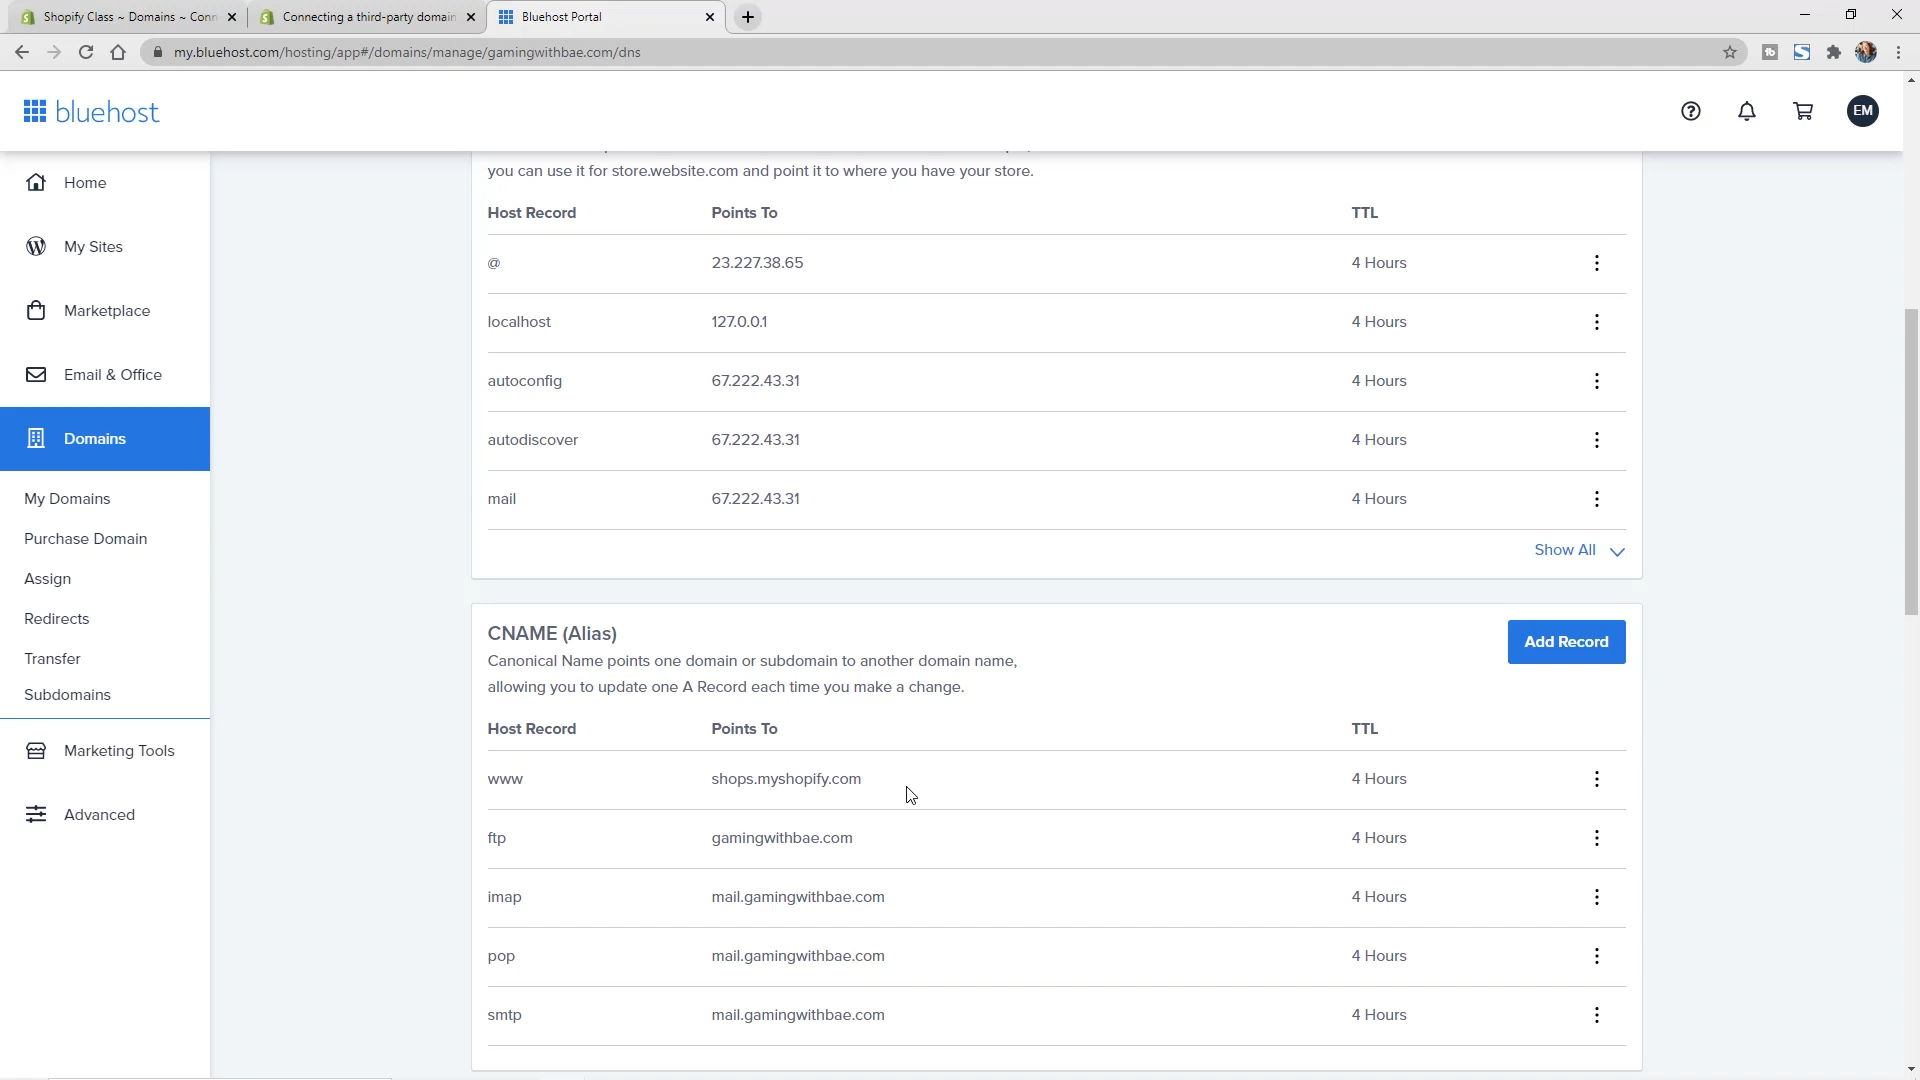 Shopify Class ~ Domains ~ Conn
Connecting a third-party domain
Bluehost Portal
my.bluehost.com/hosting/app#/domains/manage/gamingwithbae.com/dns
bluehost
EM
Home
My Sites
Marketplace
Email & Office
Domains
My Domains
Purchase Domain
Assign
Redirects
Transfer
Subdomains
Marketing Tools
Advanced
you can use it for store.website.com and point it to where you have your store.
Host Record Points To TTL
@ 23.227.38.65 4 Hours
localhost 127.0.0.1 4 Hours
autoconfig 67.222.43.31 4 Hours
autodiscover 67.222.43.31 4 Hours
mail 67.222.43.31 4 Hours
Show All
CNAME (Alias)
Add Record
Canonical Name points one domain or subdomain to another domain name,
allowing you to update one A Record each time you make a change.
Host Record Points To TTL
www shops.myshopify.com 4 Hours
ftp gamingwithbae.com 4 Hours
imap mail.gamingwithbae.com 4 Hours
pop mail.gamingwithbae.com 4 Hours
smtp mail.gamingwithbae.com 4 Hours